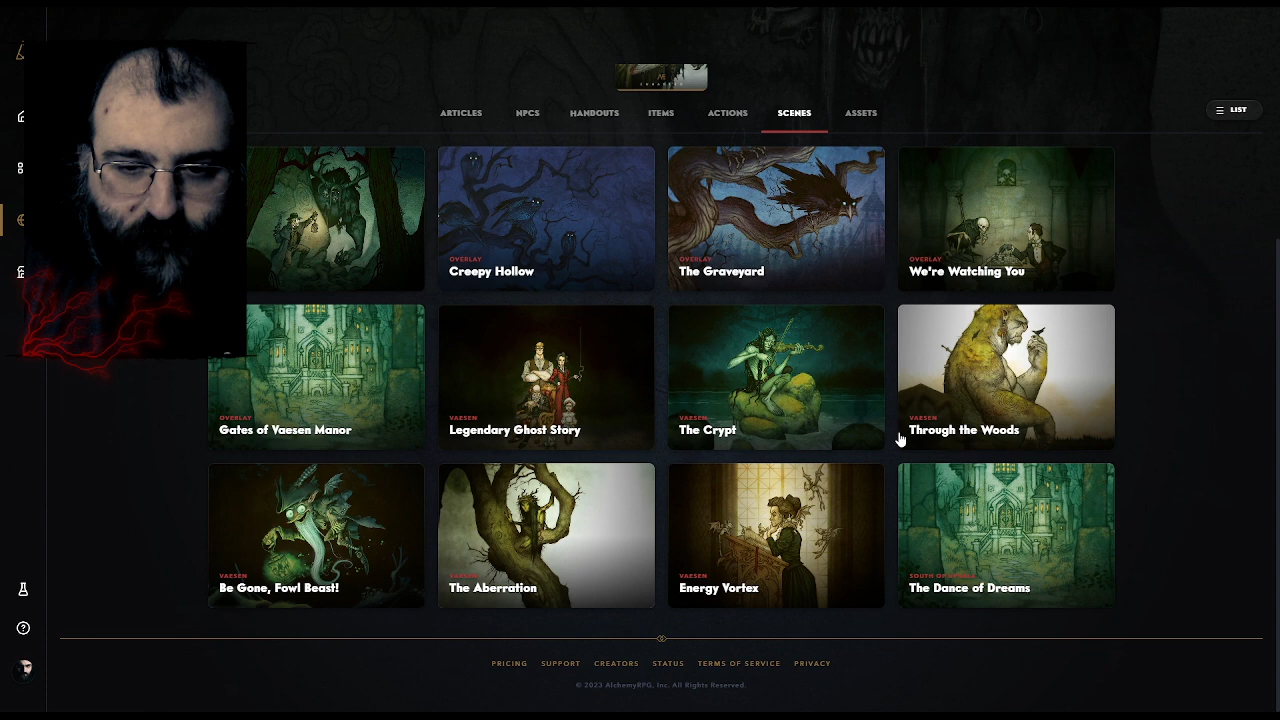 ARTICLES NPCS HANDOUTS ITEMS ACTIONS SCENES ASSETS
LIST
OVERLAY
Creepy Hollow
OVERLAY
The Graveyard
OVERLAY
We're Watching You
OVERLAY
Gates of Vaesen Manor
VAESEN
Legendary Ghost Story
VAESEN
The Crypt
VAESEN
Through the Woods
VAESEN
Be Gone, Fowl Beast!
The Aberration
VAESEN
Energy Vortex
SOUTH OF
The Dance of Dreams
PRICING SUPPORT CREATORS STATUS TERMS OF SERVICE PRIVACY
© 2023 AlchemyRPG, Inc. All Rights Reserved.